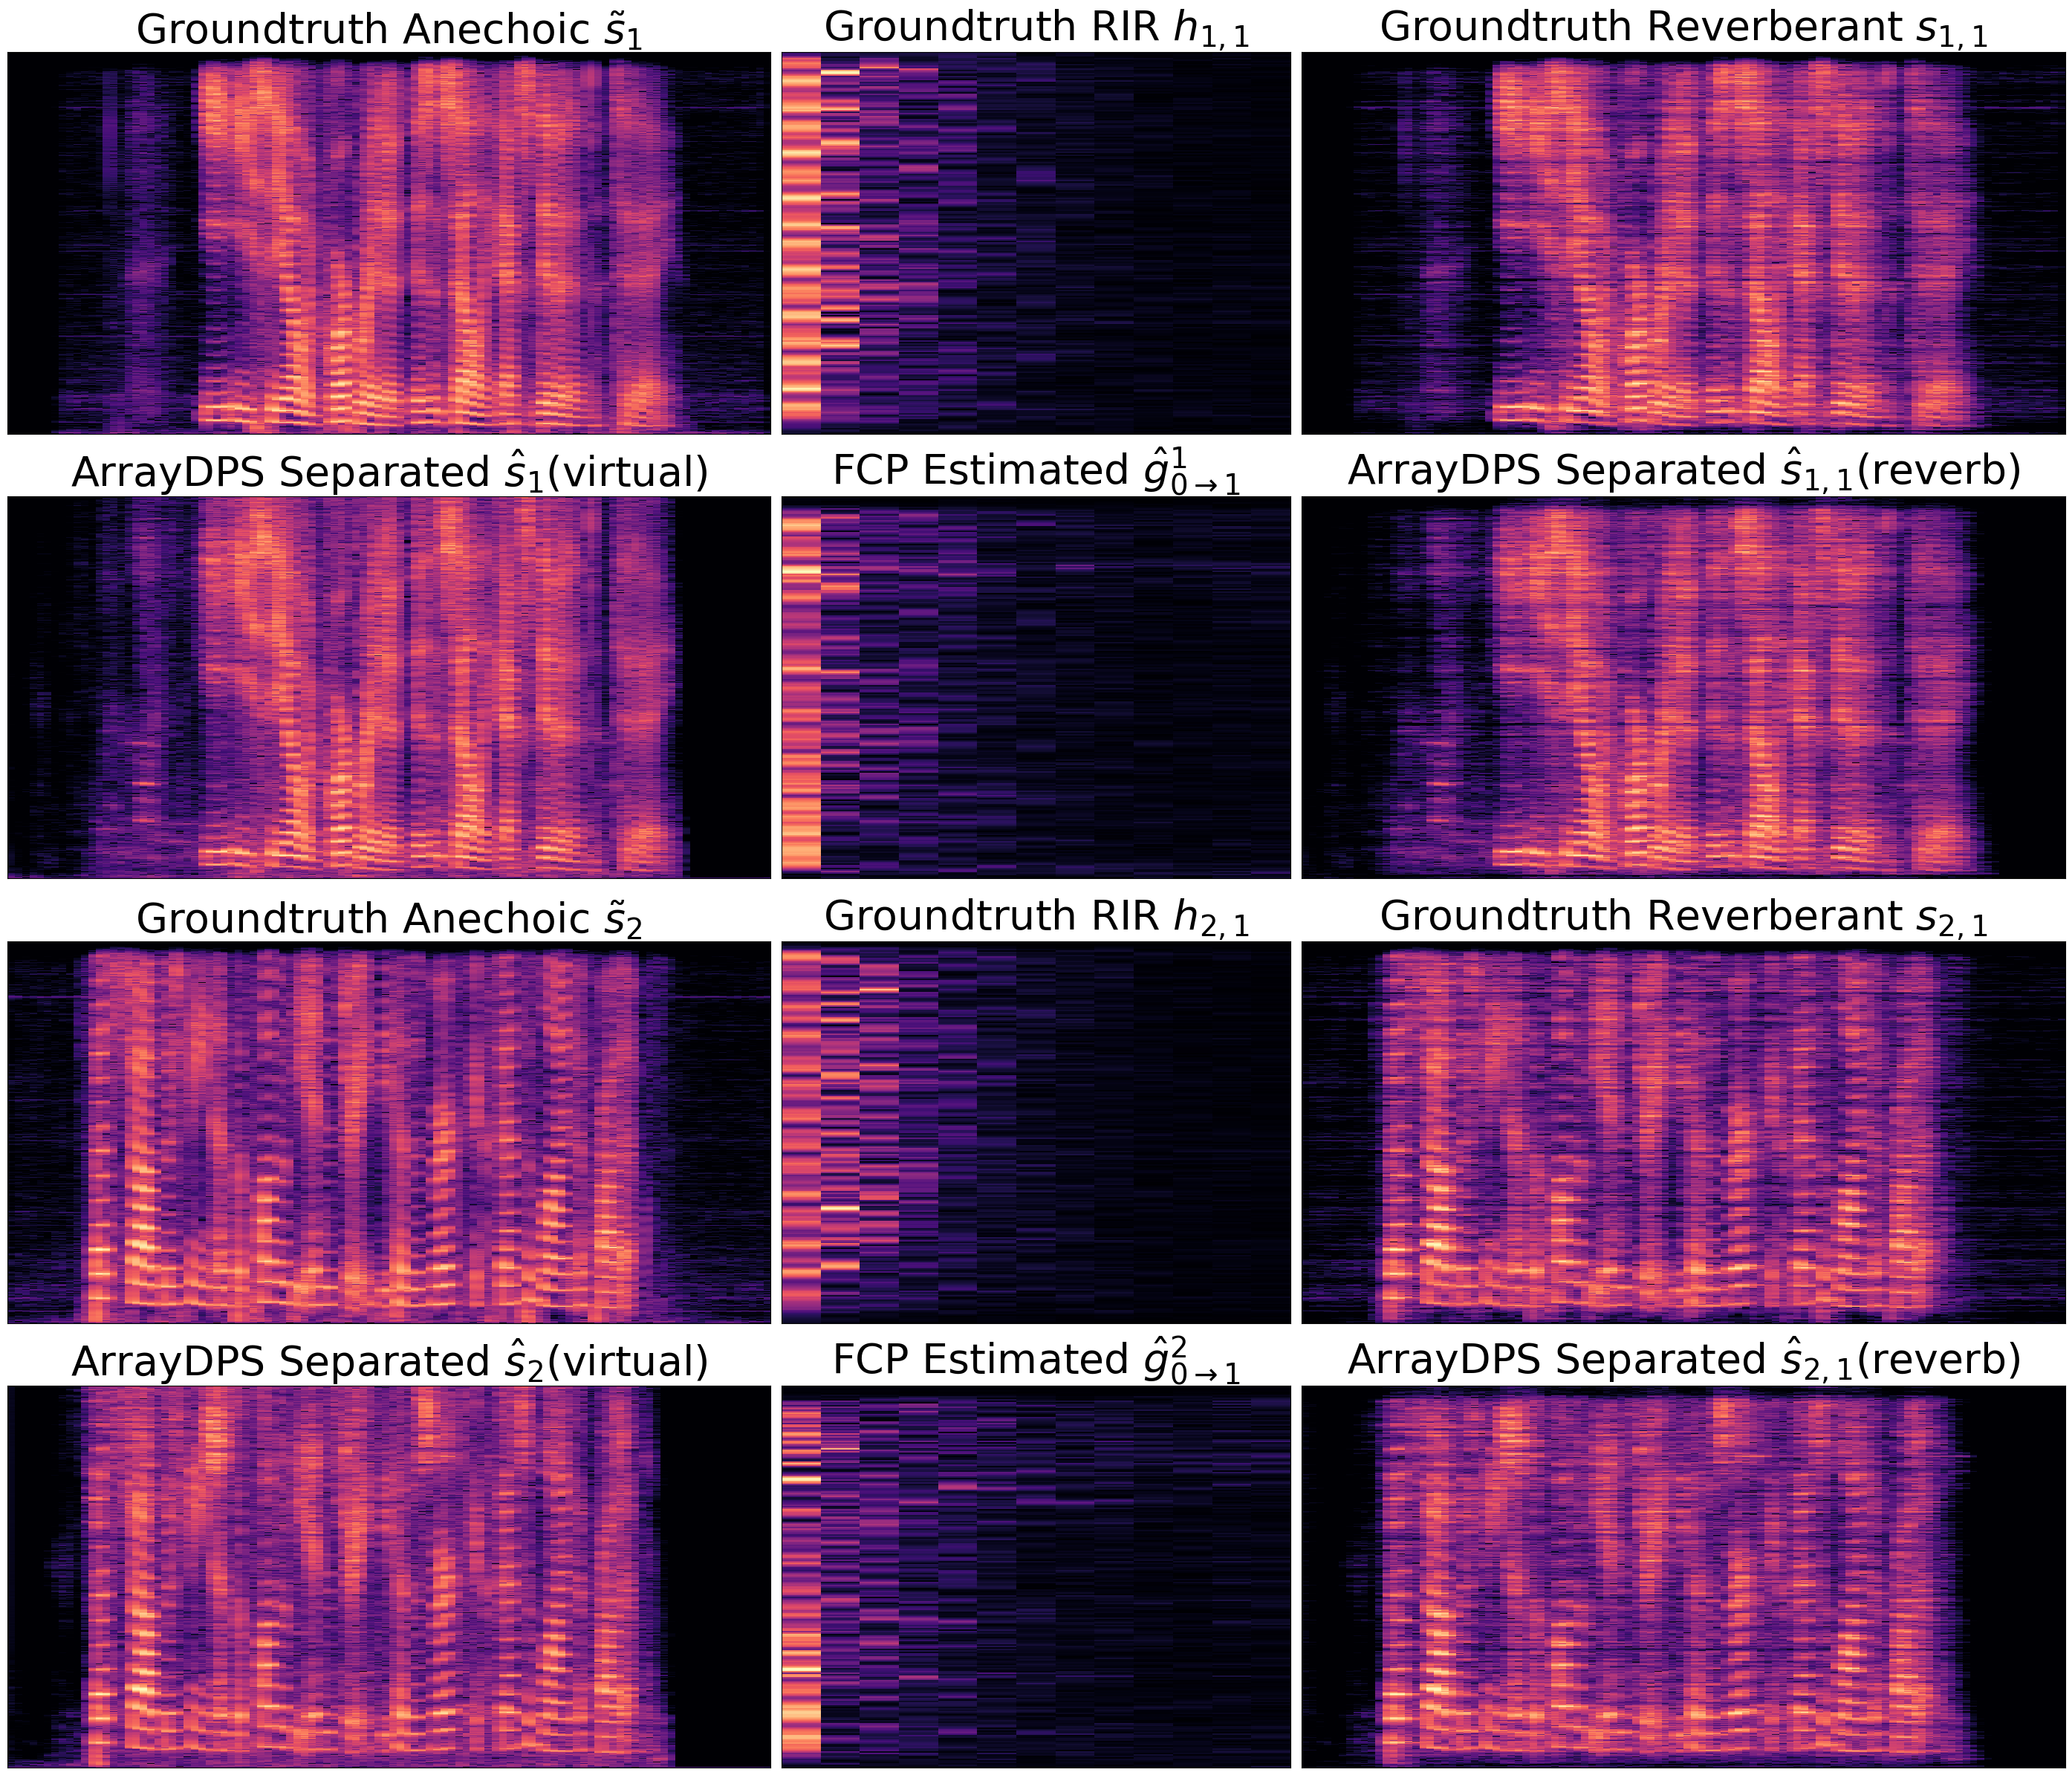 Groundtruth Anechoic s̃₁
Groundtruth RIR h₁,₁
Groundtruth Reverberant s₁,₁
ArrayDPS Separated ŝ₁(virtual)
FCP Estimated ĝ¹₀→₁
ArrayDPS Separated ŝ₁,₁(reverb)
Groundtruth Anechoic s̃₂
Groundtruth RIR h₂,₁
Groundtruth Reverberant s₂,₁
ArrayDPS Separated ŝ₂(virtual)
FCP Estimated ĝ²₀→₁
ArrayDPS Separated ŝ₂,₁(reverb)